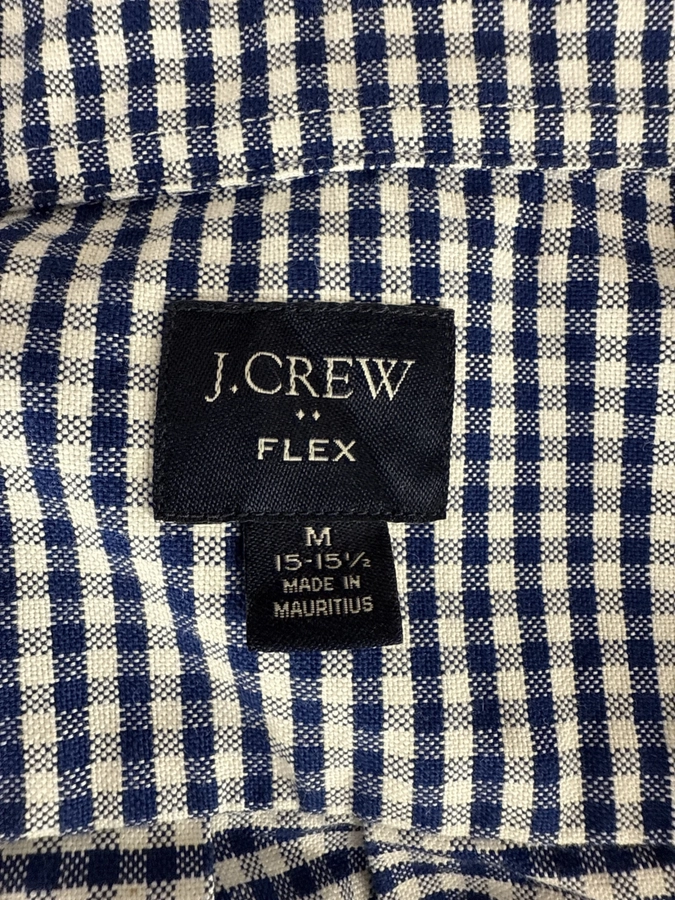 J.CREW
FLEX
M
15-15½
MADE IN
MAURITIUS